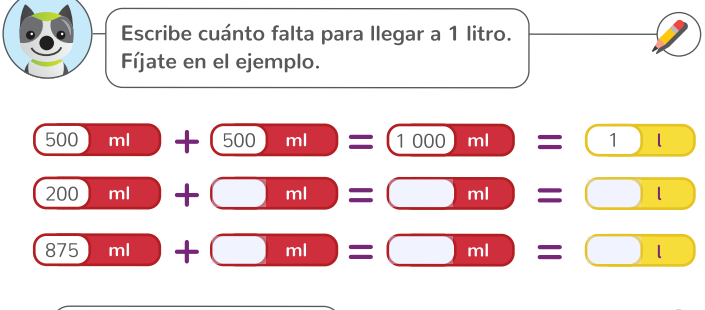 Escribe cuánto falta para llegar a 1 litro.
Fíjate en el ejemplo.
500 ml + 500 ml = 1 000 ml = 1 l
200 ml + ml = ml = l
875 ml + ml = ml = l